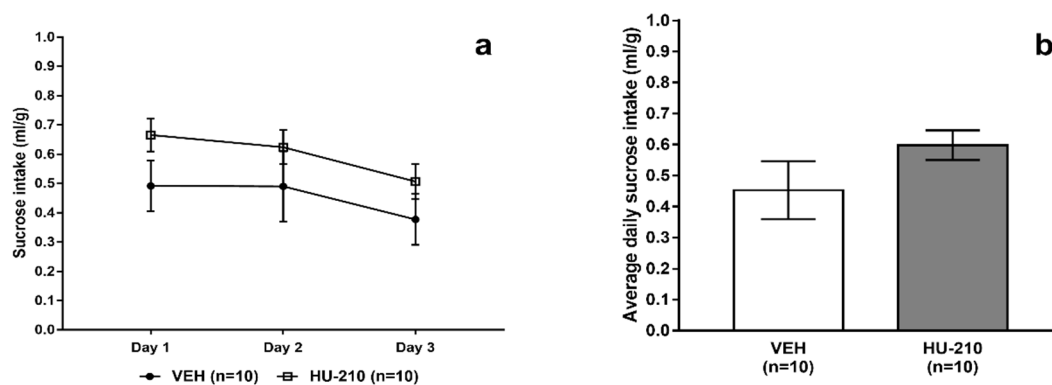 a
Sucrose intake (ml/g)
1.0
0.9
0.8
0.7
0.6
0.5
0.4
0.3
0.2
0.1
0.0
Day 1 Day 2 Day 3
VEH (n=10) HU-210 (n=10)
b
Average daily sucrose intake (ml/g)
1.0
0.9
0.8
0.7
0.6
0.5
0.4
0.3
0.2
0.1
0.0
VEH
(n=10)
HU-210
(n=10)